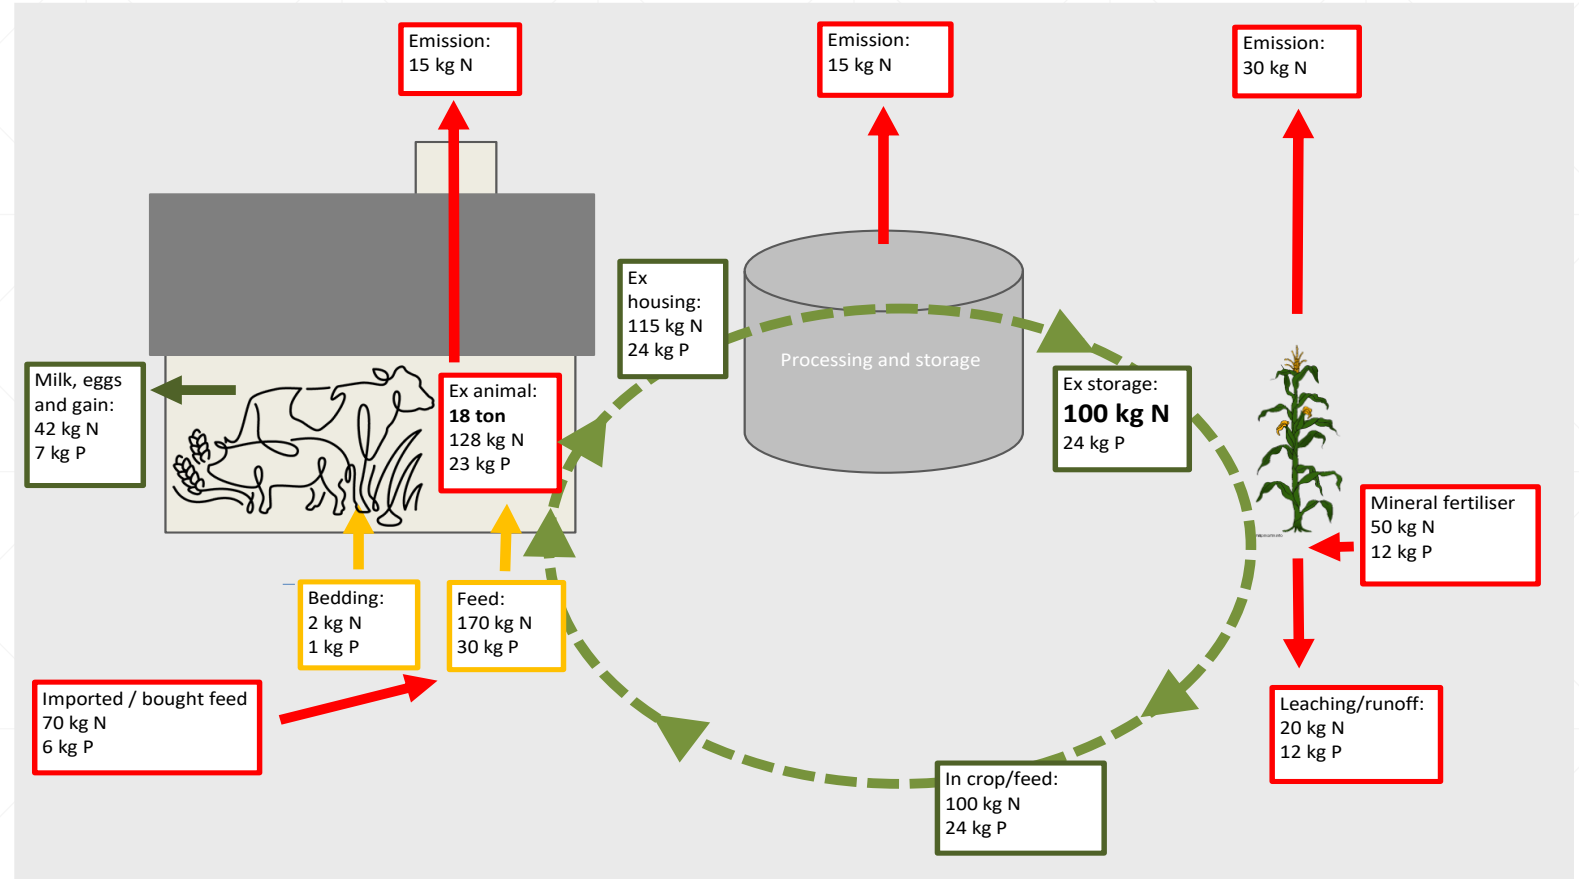 Emission:
15 kg N
Emission:
15 kg N
Emission:
30 kg N
Ex
housing:
115 kg N
24 kg P
Processing and storage
Milk, eggs
and gain:
42 kg N
7 kg P
Ex animal:
18 ton
128 kg N
23 kg P
Ex storage:
100 kg N
24 kg P
Mineral fertiliser
50 kg N
12 kg P
Bedding:
2 kg N
1 kg P
Feed:
170 kg N
30 kg P
Imported / bought feed
70 kg N
6 kg P
Leaching/runoff:
20 kg N
12 kg P
In crop/feed:
100 kg N
24 kg P